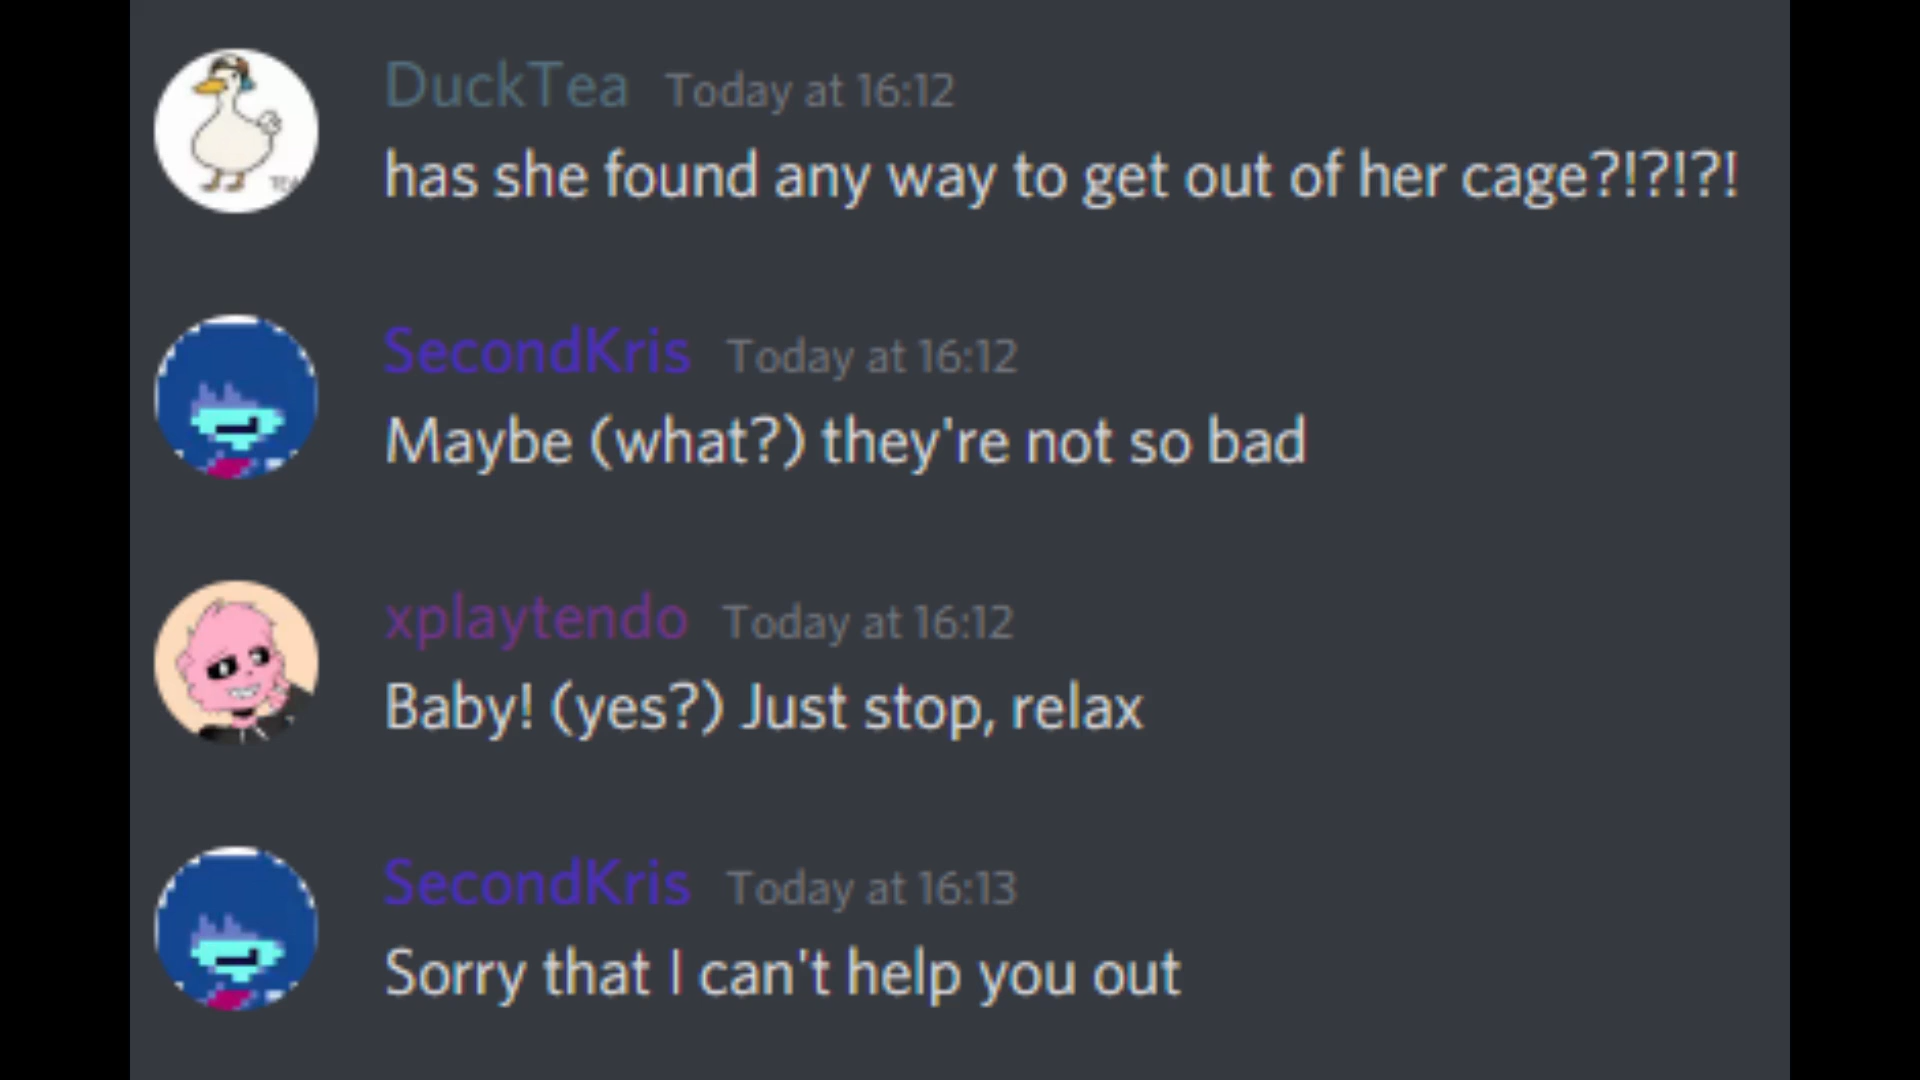 DuckTea Today at 16:12
has she found any way to get out of her cage?!?!?!
SecondKris Today at 16:12
Maybe (what?) they're not so bad
xplaytendo Today at 16:12
Baby! (yes?) Just stop, relax
SecondKris Today at 16:13
Sorry that I can't help you out